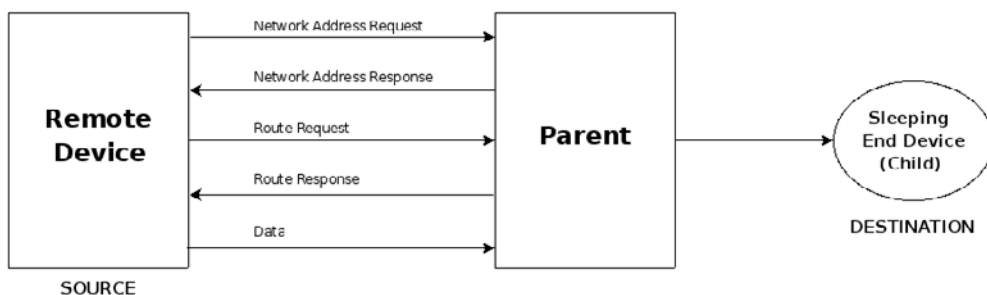 Remote
Device
SOURCE
Network Address Request
Network Address Response
Route Request
Route Response
Data
Parent
Sleeping
End Device
(Child)
DESTINATION